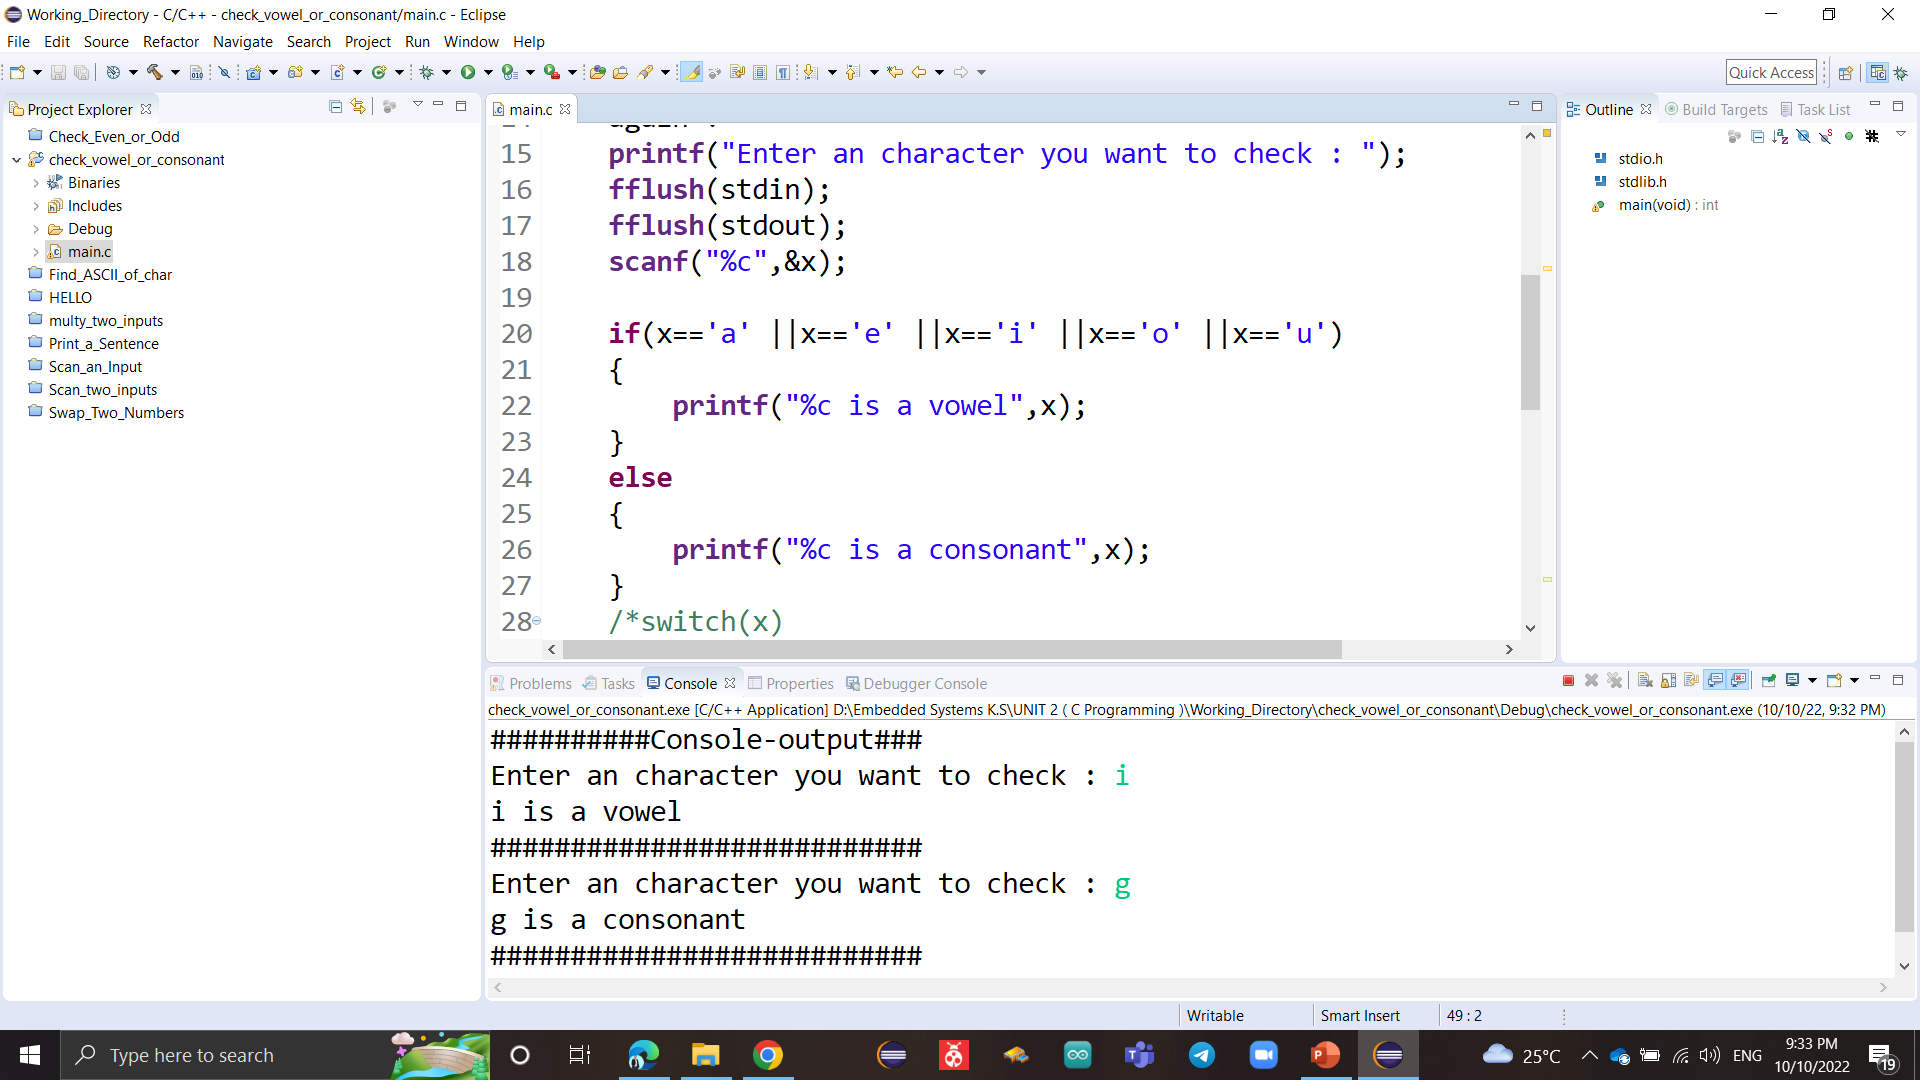 Working_Directory - C/C++ - check_vowel_or_consonant/main.c - Eclipse
File Edit Source Refactor Navigate Search Project Run Window Help
Quick Access
Project Explorer
Check_Even_or_Odd
check_vowel_or_consonant
Binaries
Includes
Debug
main.c
Find_ASCII_of_char
HELLO
multy_two_inputs
Print_a_Sentence
Scan_an_Input
Scan_two_inputs
Swap_Two_Numbers
main.c
14 again :
15 printf("Enter an character you want to check : ");
16 fflush(stdin);
17 fflush(stdout);
18 scanf("%c",&x);
19
20 if(x=='a' ||x=='e' ||x=='i' ||x=='o' ||x=='u')
21 {
22 printf("%c is a vowel",x);
23 }
24 else
25 {
26 printf("%c is a consonant",x);
27 }
28 /*switch(x)
Outline Build Targets Task List
stdio.h
stdlib.h
main(void) : int
Problems Tasks Console Properties Debugger Console
check_vowel_or_consonant.exe [C/C++ Application] D:\Embedded Systems K.S\UNIT 2 ( C Programming )\Working_Directory\check_vowel_or_consonant\Debug\check_vowel_or_consonant.exe (10/10/22, 9:32 PM)
##########Console-output###
Enter an character you want to check : i
i is a vowel
###########################
Enter an character you want to check : g
g is a consonant
###########################
Writable Smart Insert 49 : 2
Type here to search
25°C ENG
9:33 PM
10/10/2022
19